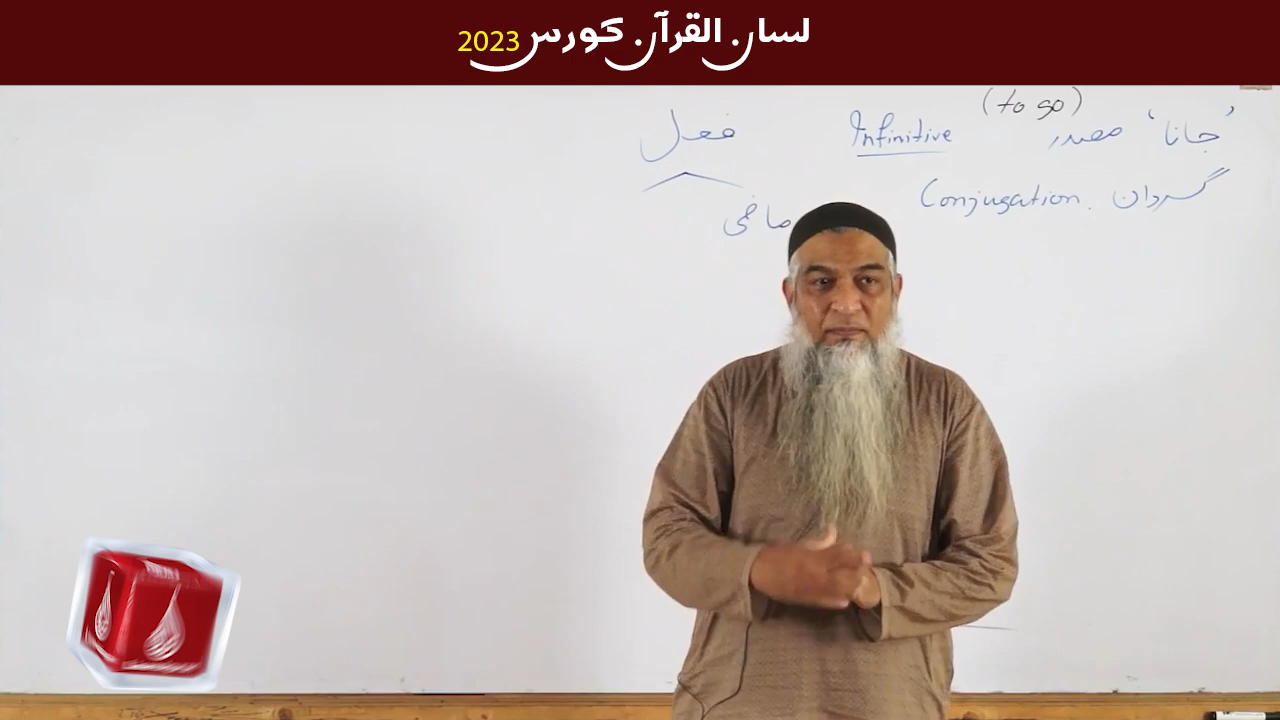 لسان القرآن کورس 2023
(to go)
'جانا' مصدر Infinitive فعل
گردان Conjugation.
ماضی